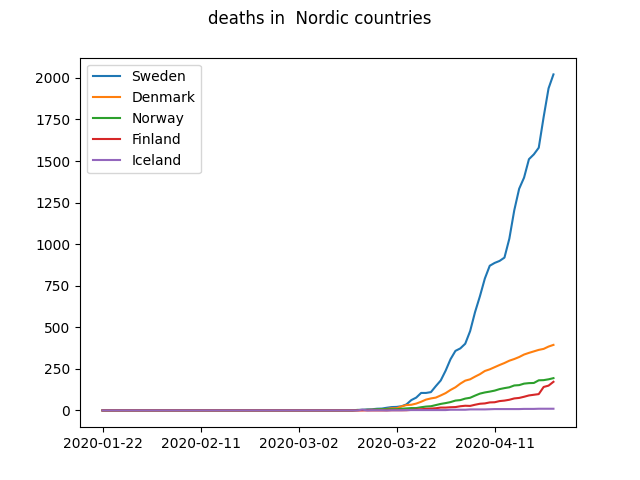 deaths in  Nordic countries
2000
1750
1500
1250
1000
750
500
250
0
Sweden
Denmark
Norway
Finland
Iceland
2020-01-22
2020-02-11
2020-03-02
2020-03-22
2020-04-11